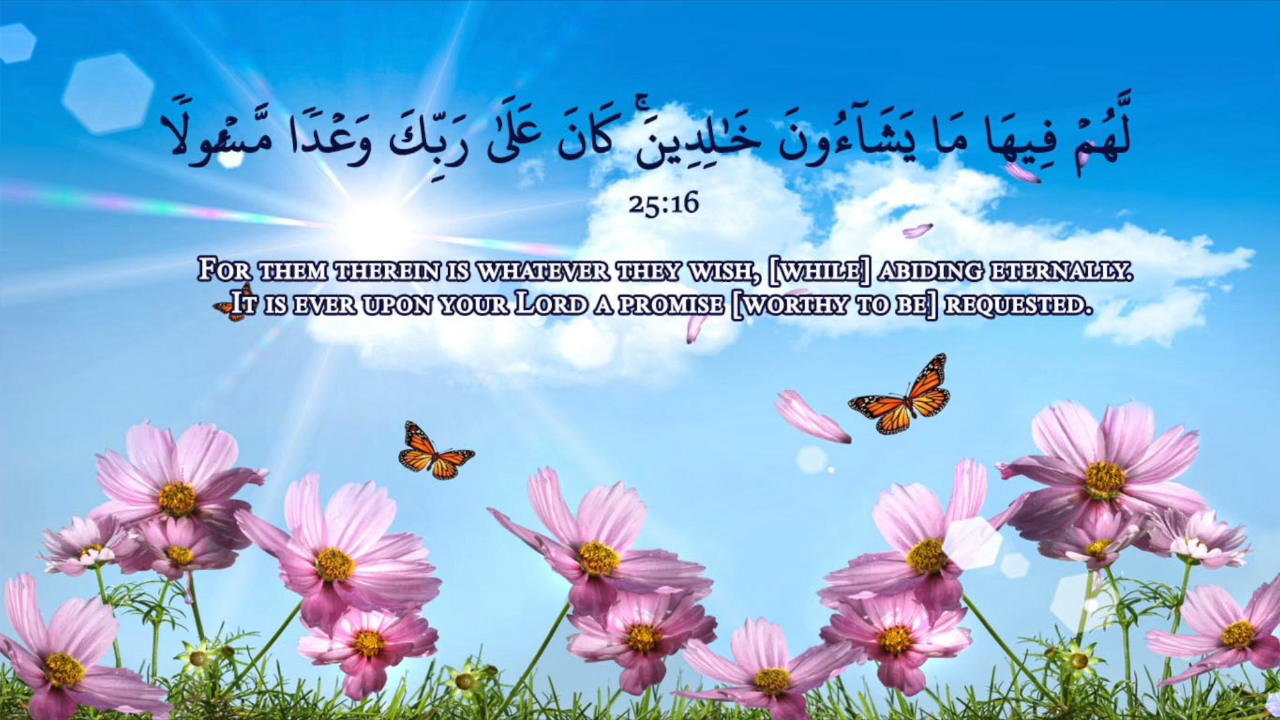 لَّهُمۡ فِيهَا مَا يَشَآءُونَ خَٰلِدِينَۚ كَانَ عَلَىٰ رَبِّكَ وَعۡدٗا مَّسۡـُٔولٗا
25:16
For them therein is whatever they wish, [while] abiding eternally.
It is ever upon your Lord a promise [worthy to be] requested.